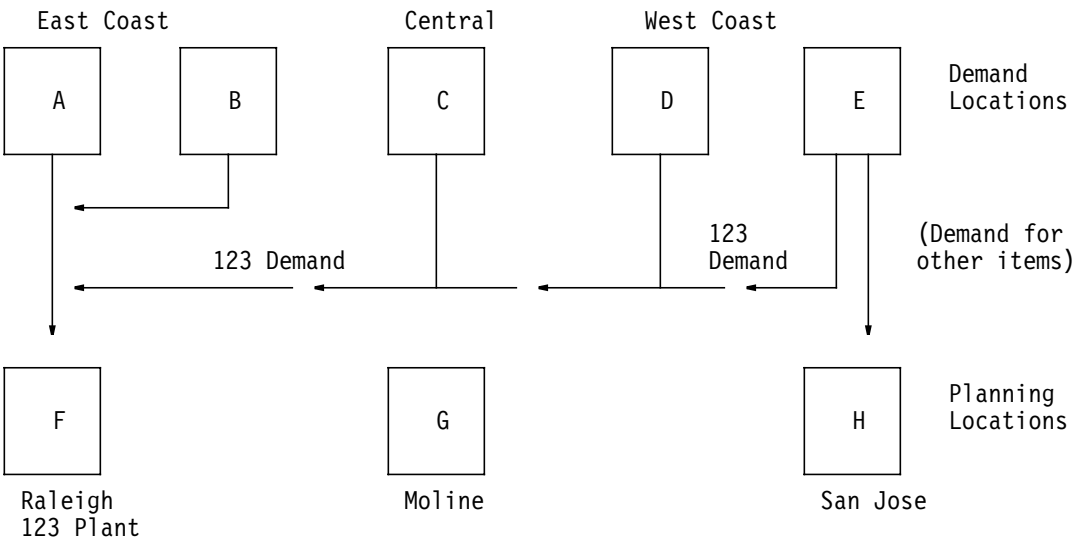 East Coast Central West Coast
A B C D E
Demand
Locations
123
Demand
(Demand for
other items)
123 Demand
F G H
Planning
Locations
Raleigh
123 Plant
Moline
San Jose